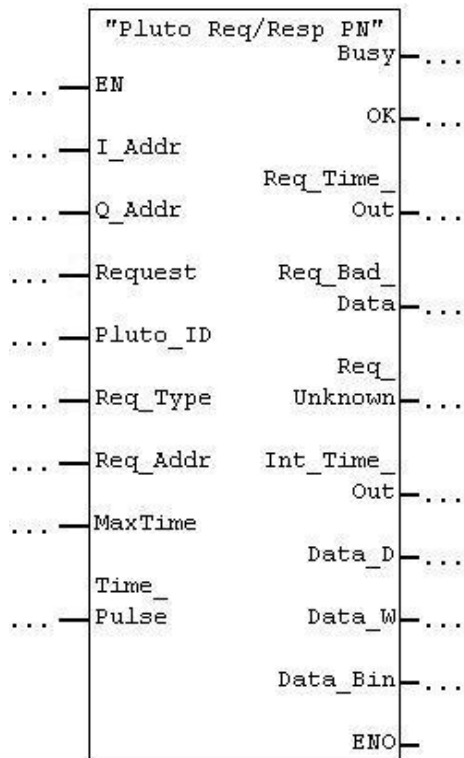 "Pluto Req/Resp PN"
Busy ...
... EN
OK ...
... I_Addr
Req_Time_
... Q_Addr Out ...
... Request Req_Bad_
Data ...
... Pluto_ID
Req_
... Req_Type Unknown ...
... Req_Addr Int_Time_
Out ...
... MaxTime
Data_D ...
Time_
... Pulse Data_W ...
Data_Bin ...
ENO